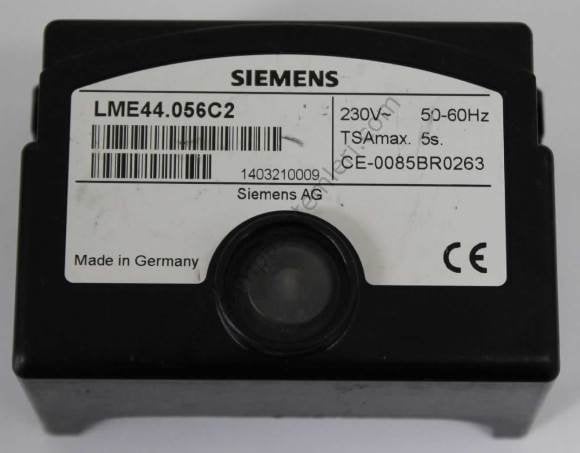 SIEMENS
LME44.056C2
1403210009
230V~ 50-60Hz
TSAmax. 5s.
CE-0085BR0263
Siemens AG
Made in Germany
CE